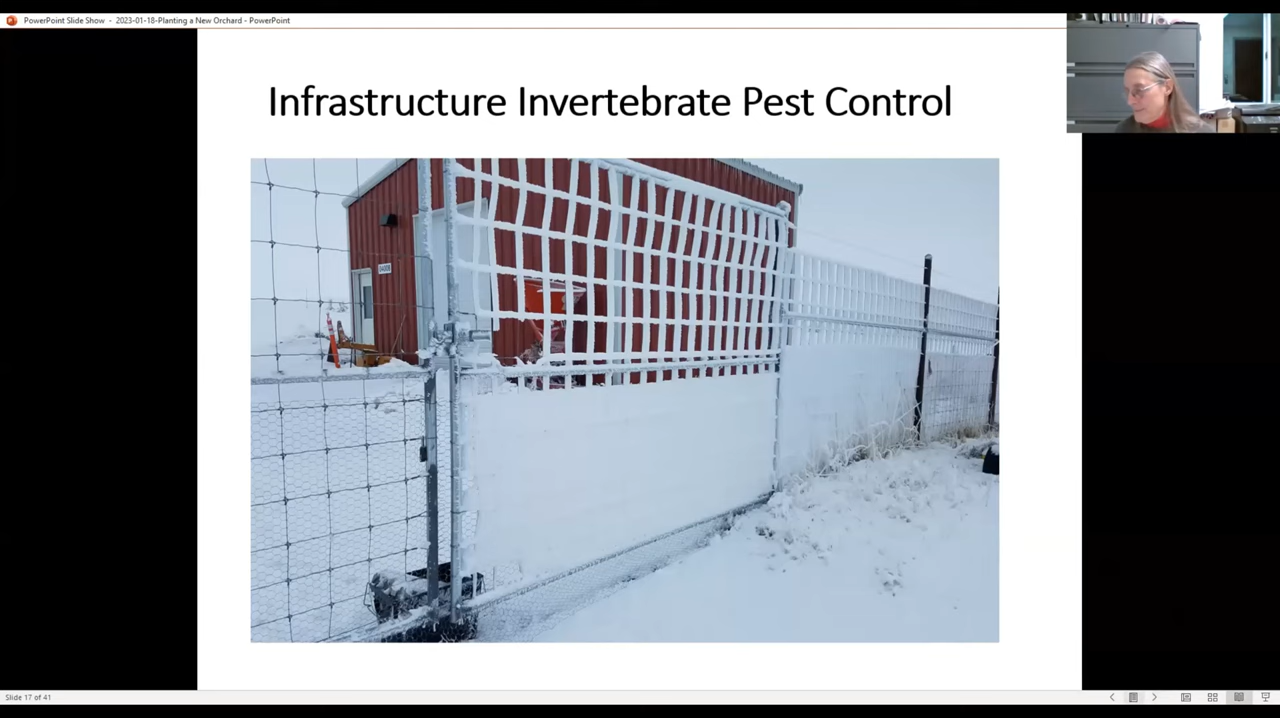 PowerPoint Slide Show - 2023-01-18-Planting a New Orchard - PowerPoint
Infrastructure Invertebrate Pest Control
Slide 17 of 41